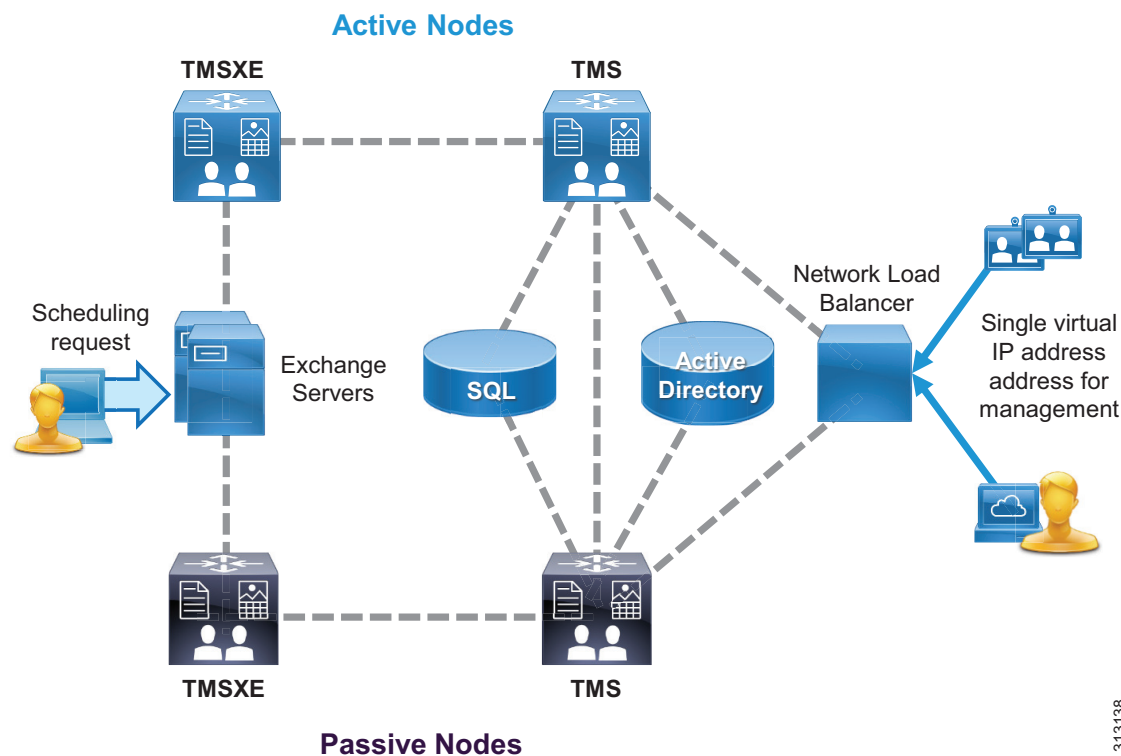 Active Nodes
TMSXE
TMS
Network Load
Balancer
Scheduling
request
Exchange
Servers
SQL
Active
Directory
Single virtual
IP address
address for
management
TMSXE
TMS
Passive Nodes
313138